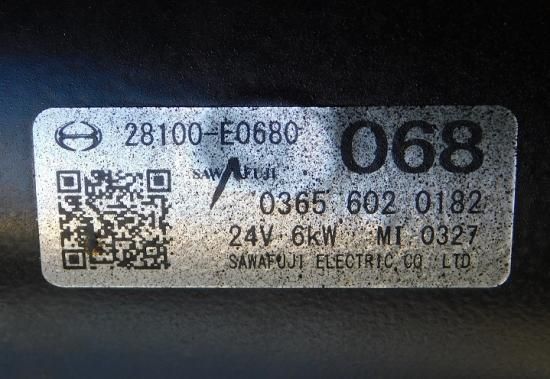 28100-E0680
068
SAWAFUJI
0365 602 0182
24V 6kW MI 0327
SAWAFUJI ELECTRIC CO. LTD